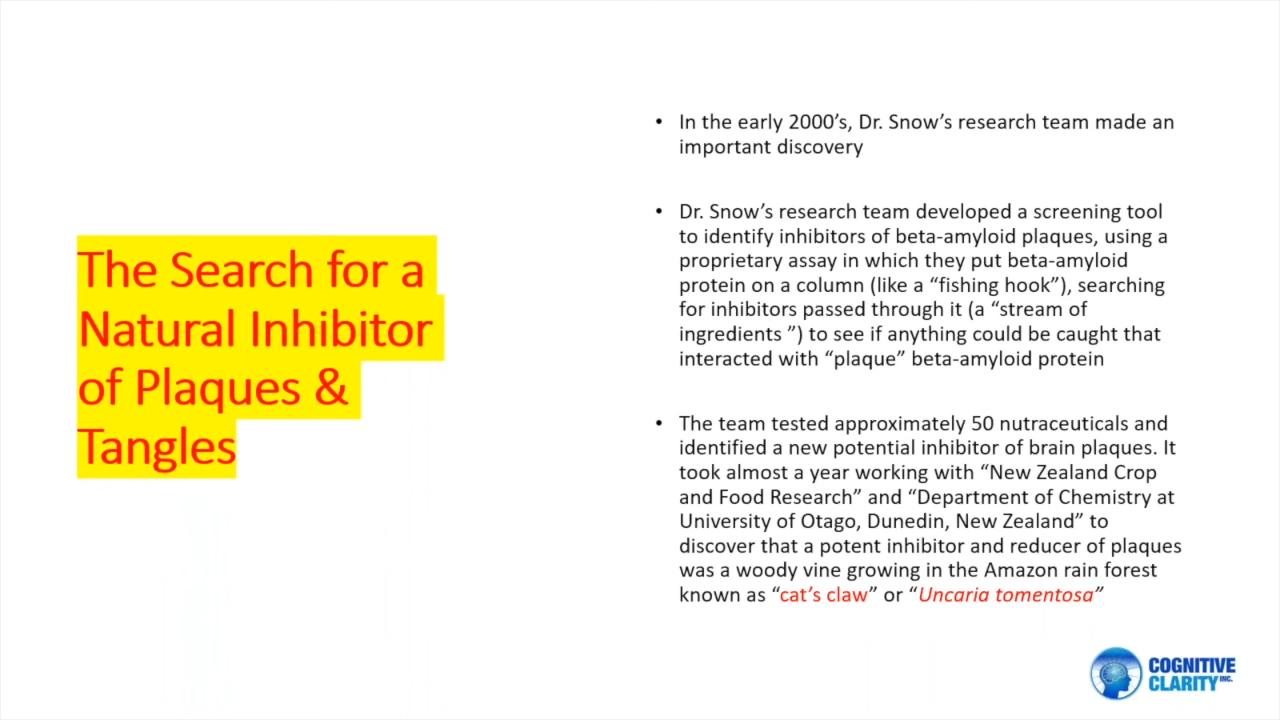 The Search for a
Natural Inhibitor
of Plaques &
Tangles
• In the early 2000’s, Dr. Snow’s research team made an
important discovery
• Dr. Snow’s research team developed a screening tool
to identify inhibitors of beta-amyloid plaques, using a
proprietary assay in which they put beta-amyloid
protein on a column (like a “fishing hook”), searching
for inhibitors passed through it (a “stream of
ingredients ”) to see if anything could be caught that
interacted with “plaque” beta-amyloid protein
• The team tested approximately 50 nutraceuticals and
identified a new potential inhibitor of brain plaques. It
took almost a year working with “New Zealand Crop
and Food Research” and “Department of Chemistry at
University of Otago, Dunedin, New Zealand” to
discover that a potent inhibitor and reducer of plaques
was a woody vine growing in the Amazon rain forest
known as “cat’s claw” or “Uncaria tomentosa”
COGNITIVE
CLARITY INC.